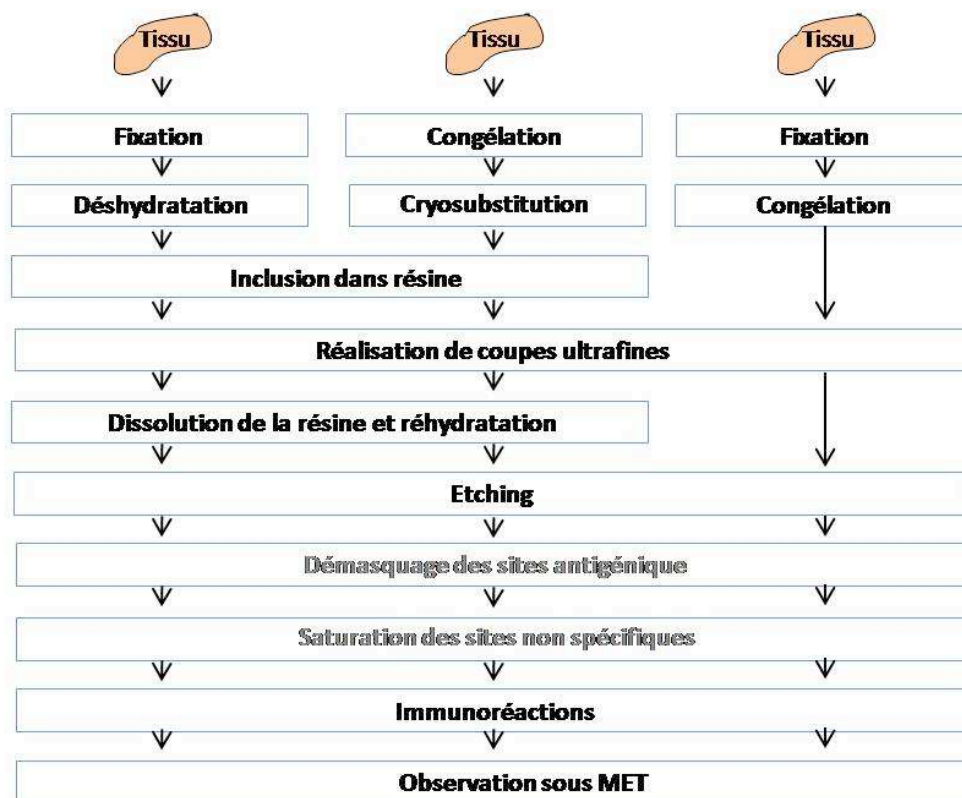 Tissu Tissu Tissu
Fixation Congélation Fixation
Déshydratation Cryosubstitution Congélation
Inclusion dans résine
Réalisation de coupes ultrafines
Dissolution de la résine et réhydratation
Etching
Démasquage des sites antigénique
Saturation des sites non spécifiques
Immunoréactions
Observation sous MET